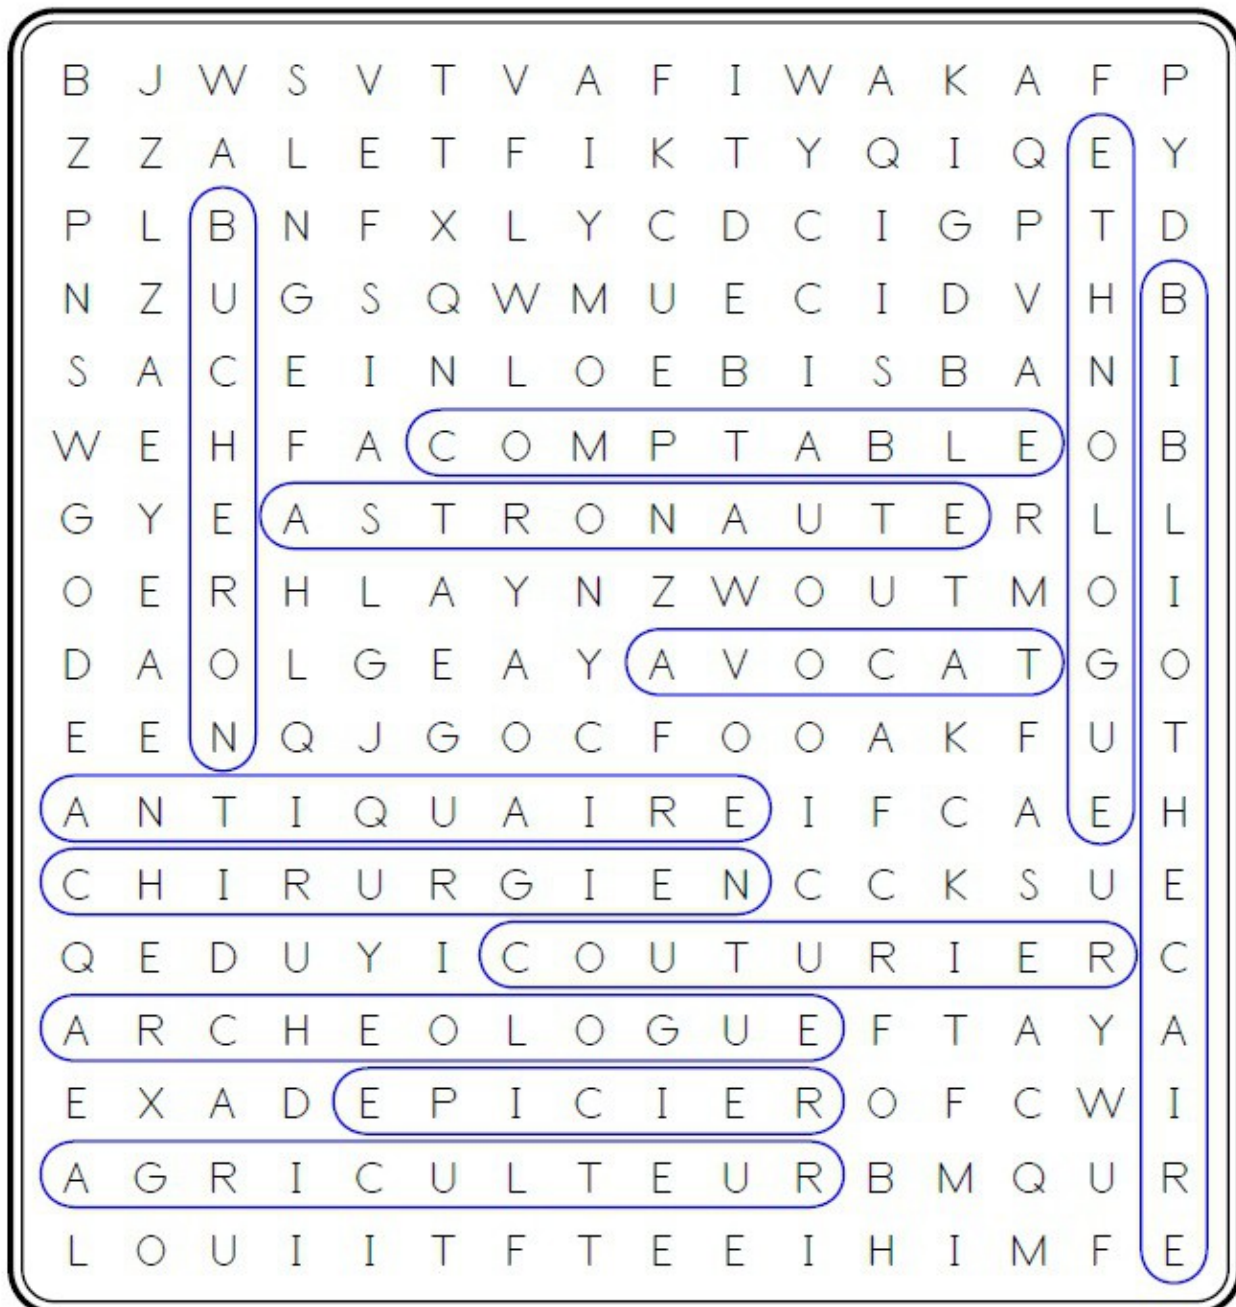 B J W S V T V A F I W A K A F P
Z Z A L E T F I K T Y Q I Q E Y
P L B N F X L Y C D C I G P T D
N Z U G S Q W M U E C I D V H B
S A C E I N L O E B I S B A N I
W E H F A C O M P T A B L E O B
G Y E A S T R O N A U T E R L L
O E R H L A Y N Z W O U T M O I
D A O L G E A Y A V O C A T G O
E E N Q J G O C F O O A K F U T
A N T I Q U A I R E I F C A E H
C H I R U R G I E N C C K S U E
Q E D U Y I C O U T U R I E R C
A R C H E O L O G U E F T A Y A
E X A D E P I C I E R O F C W I
A G R I C U L T E U R B M Q U R
L O U I I T F T E E I H I M F E